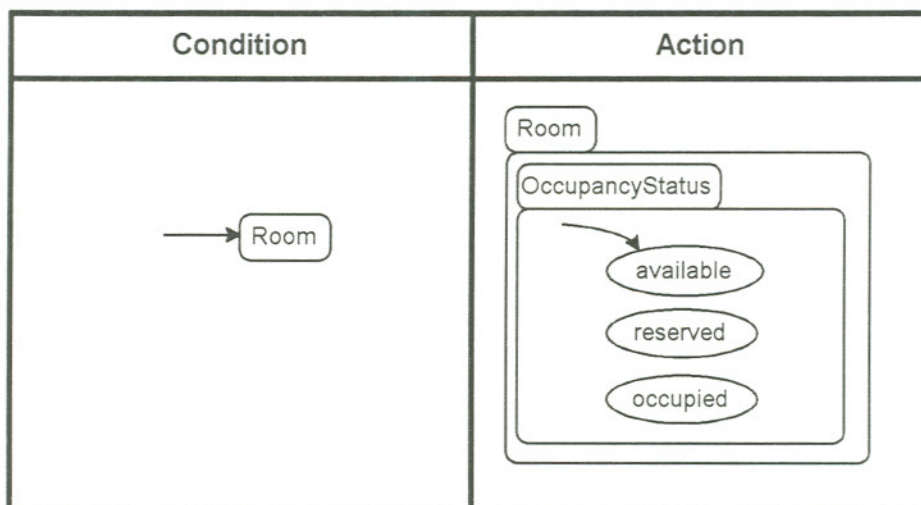 Condition
Action
Room
Room
OccupancyStatus
available
reserved
occupied